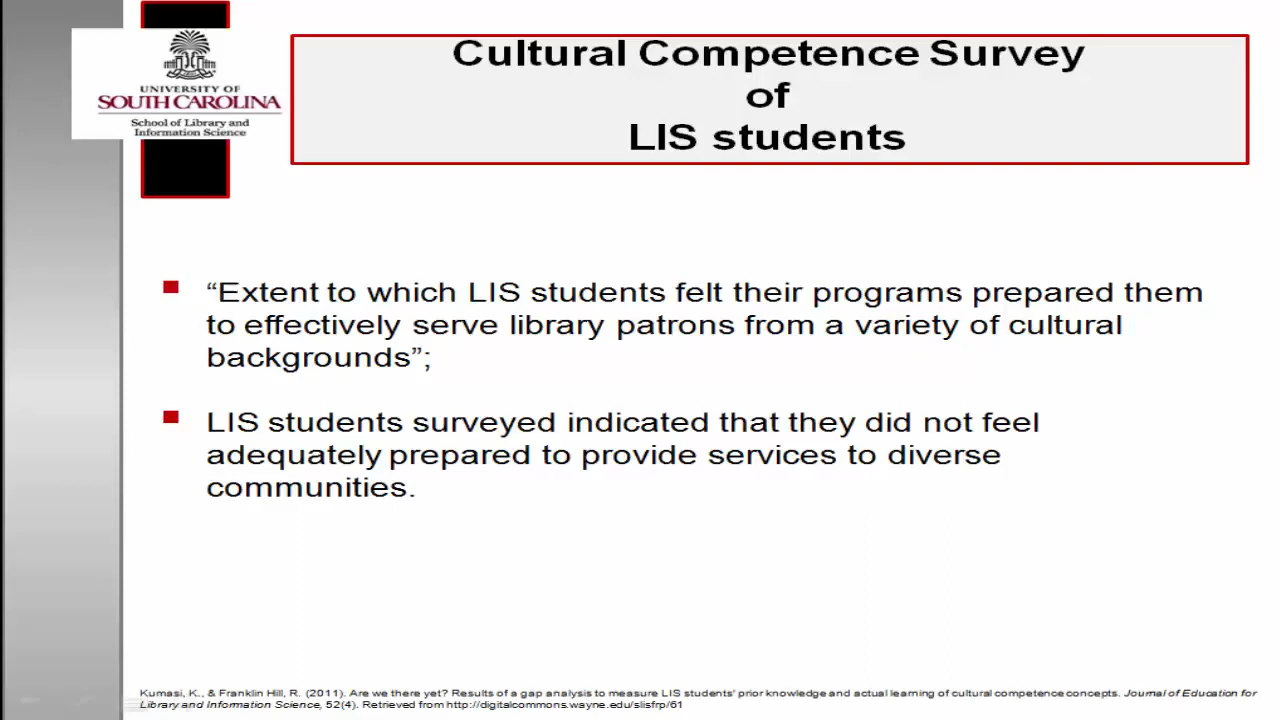 UNIVERSITY OF
SOUTH CAROLINA
School of Library and
Information Science
Cultural Competence Survey
of
LIS students
“Extent to which LIS students felt their programs prepared them
to effectively serve library patrons from a variety of cultural
backgrounds”;
LIS students surveyed indicated that they did not feel
adequately prepared to provide services to diverse
communities.
Kumasi, K., & Franklin Hill, R. (2011). Are we there yet? Results of a gap analysis to measure LIS students' prior knowledge and actual learning of cultural competence concepts. Journal of Education for
Library and Information Science, 52(4). Retrieved from http://digitalcommons.wayne.edu/slisfrp/61